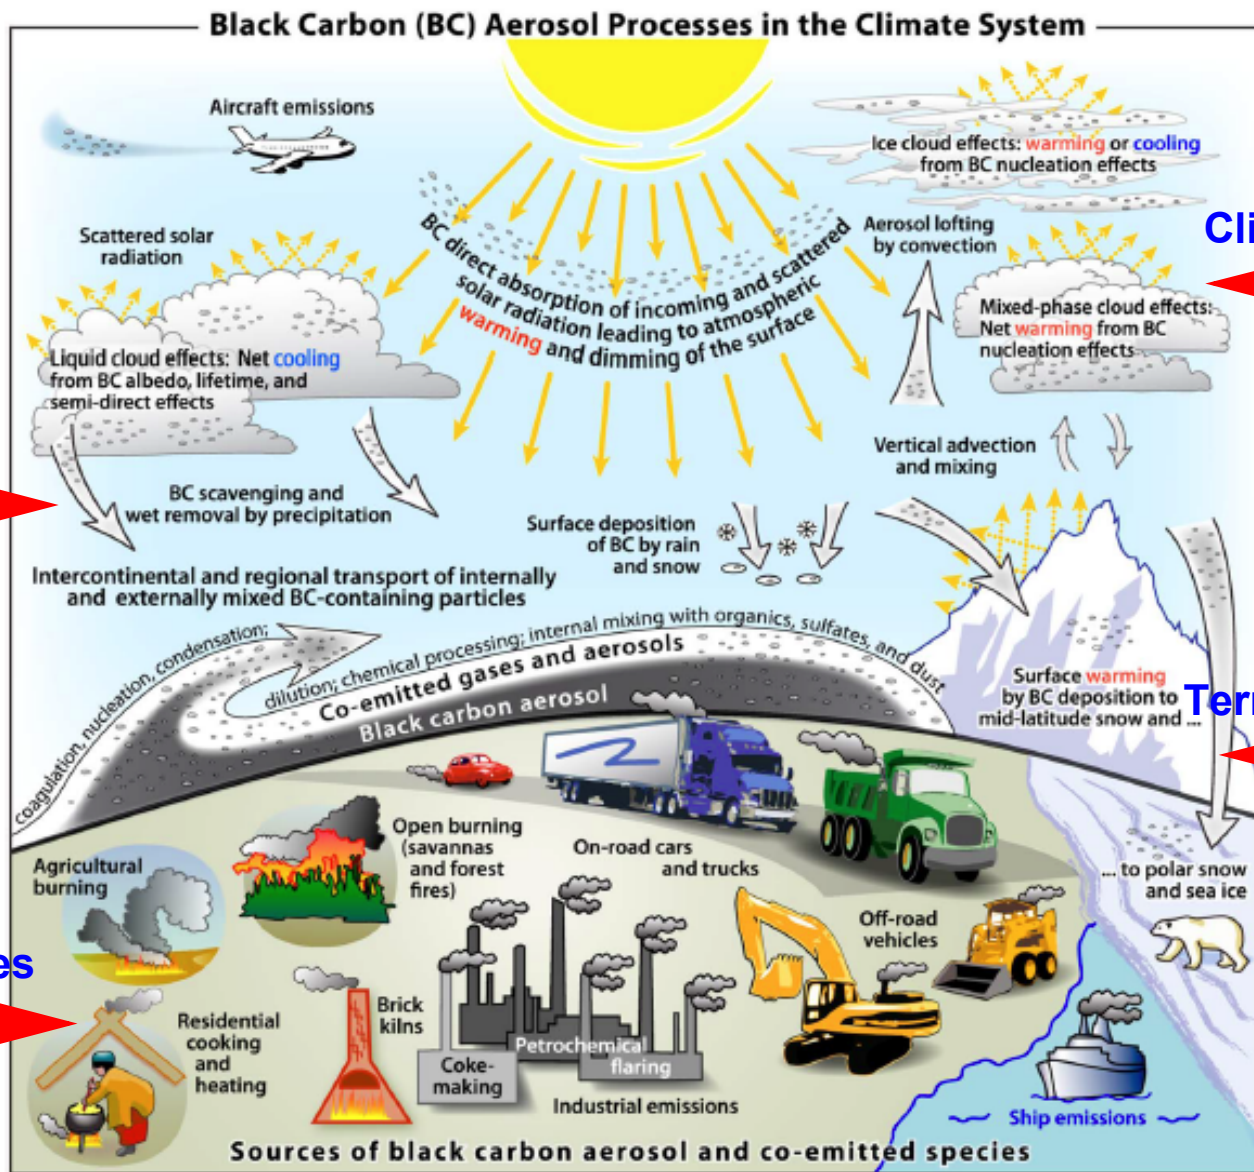 Black Carbon (BC) Aerosol Processes in the Climate System
Aircraft emissions
Ice cloud effects: warming or cooling
from BC nucleation effects
Scattered solar
radiation
BC direct absorption of incoming and scattered
solar radiation leading to atmospheric
warming and dimming of the surface
Aerosol lofting
by convection
Mixed-phase cloud effects:
Net warming from BC
nucleation effects
Liquid cloud effects: Net cooling
from BC albedo, lifetime, and
semi-direct effects
Vertical advection
and mixing
BC scavenging and
wet removal by precipitation
Surface deposition
of BC by rain
and snow
Intercontinental and regional transport of internally
and externally mixed BC-containing particles
coagulation, nucleation, condensation;
dilution; chemical processing; internal mixing with organics, sulfates, and dust
Co-emitted gases and aerosols
Black carbon aerosol
Surface warming
by BC deposition to
mid-latitude snow and ...
... to polar snow
and sea ice
Agricultural
burning
Open burning
(savannas
and forest
fires)
On-road cars
and trucks
Off-road
vehicles
Residential
cooking
and
heating
Brick
kilns
Coke-
making
Petrochemical
flaring
Industrial emissions
Ship emissions
Sources of black carbon aerosol and co-emitted species